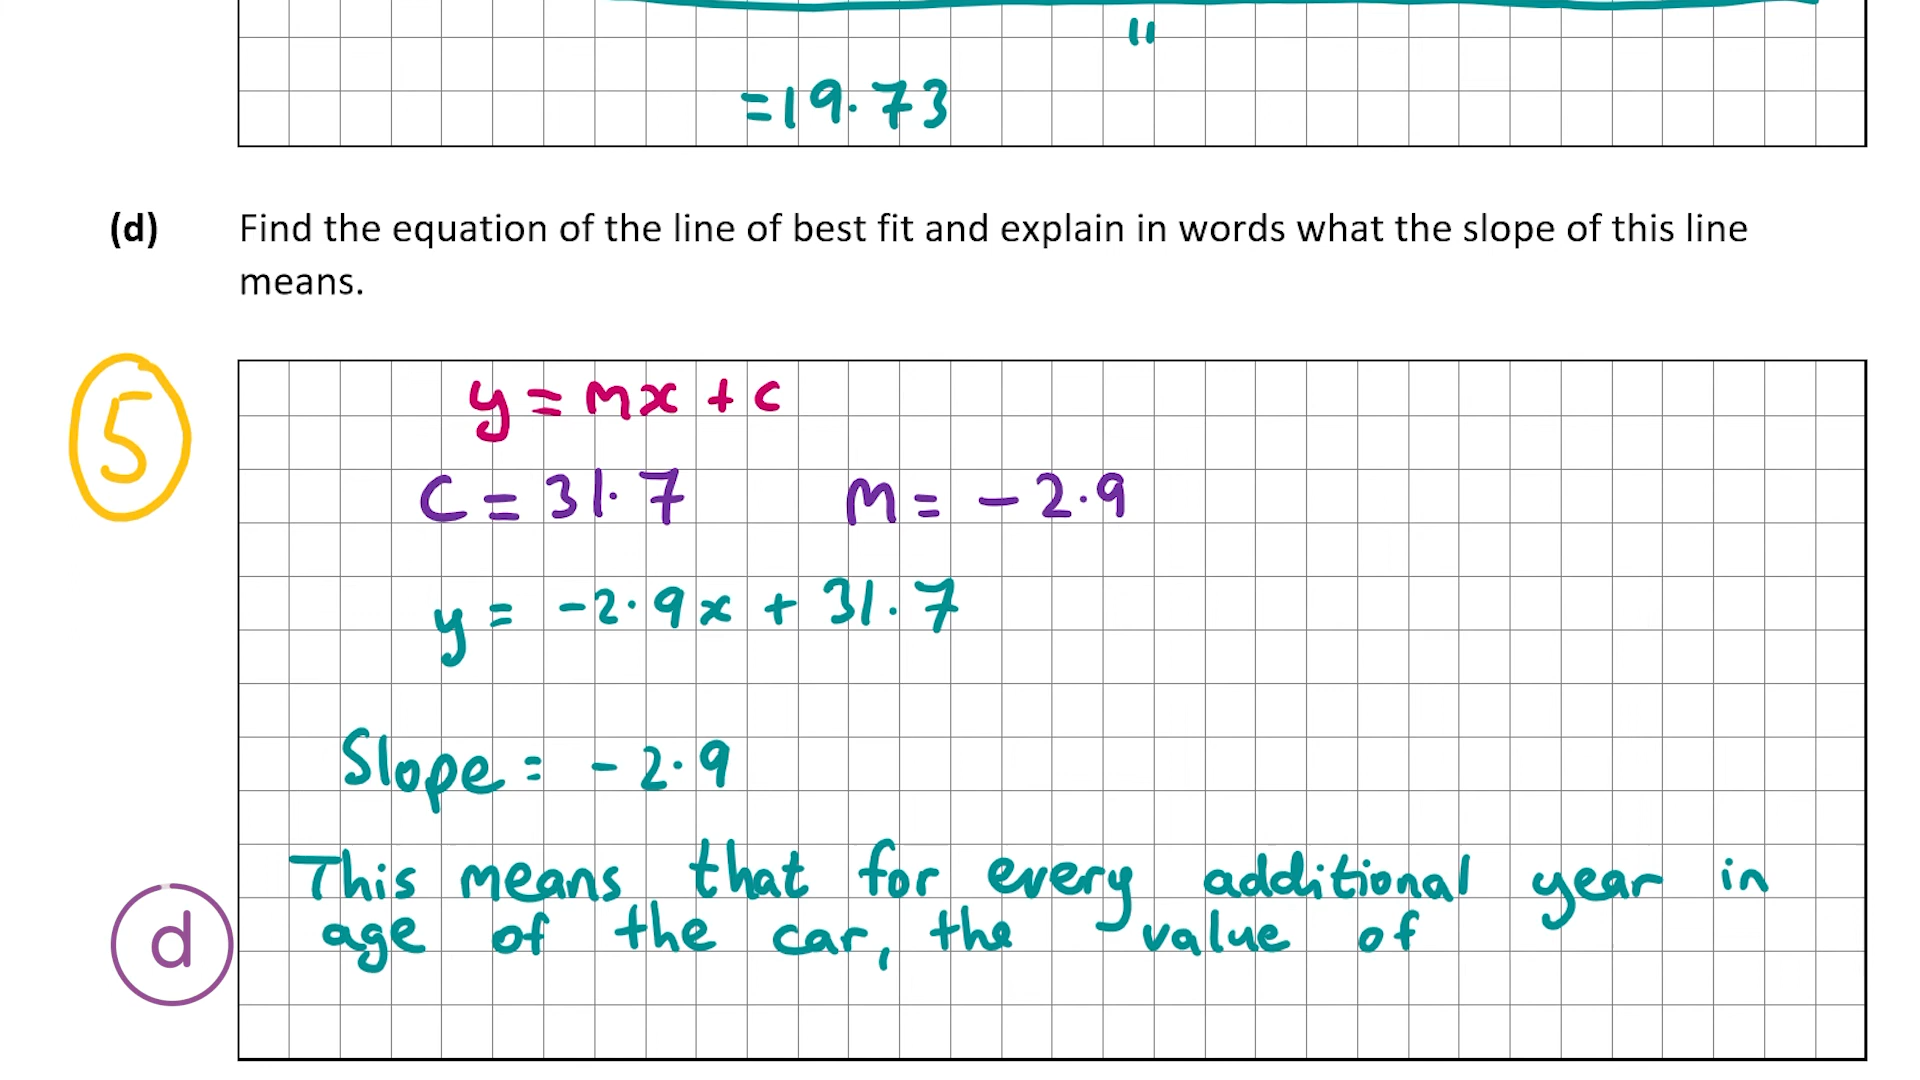 11
=19.73
(d) Find the equation of the line of best fit and explain in words what the slope of this line
means.
5
y = mx + c
C = 31.7 M = -2.9
y = -2.9x + 31.7
Slope = -2.9
This means that for every additional year in
age of the car, the value of
d